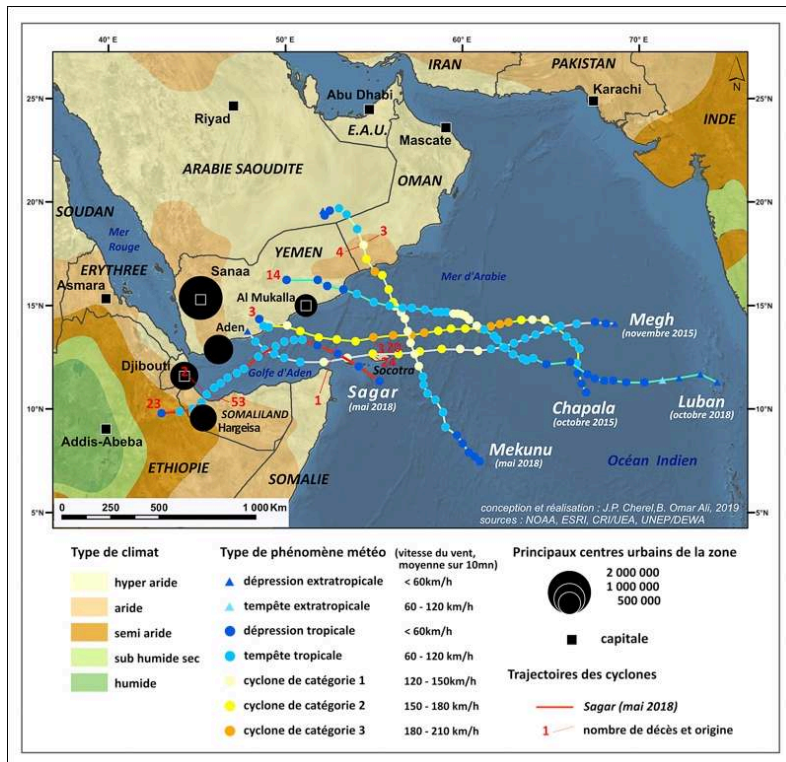 40° E
50° E
60° E
70° E
IRAN
PAKISTAN
N
25°N
25°N
Abu Dhabi
Karachi
Riyad
E.A.U.
Mascate
INDE
ARABIE SAOUDITE
OMAN
20°N
20°N
SOUDAN
Mer
Rouge
3
4
YEMEN
Mer d'Arabie
ERYTHREE
Sanaa
14
Asmara
Al Mukalla
15°N
15°N
3
Megh
(novembre 2015)
Aden
Djibouti
Golfe d'Aden
Socotra
Sagar
(mai 2018)
Chapala
(octobre 2015)
Luban
(octobre 2018)
1
53
23
10°N
10°N
SOMALILAND
Hargeisa
Addis-Abeba
Mekunu
(mai 2018)
Océan Indien
ETHIOPIE
SOMALIE
0 250 500 1 000 Km
5°N
5°N
conception et réalisation : J.P. Cherel,B. Omar Ali, 2019
sources : NOAA, ESRI, CRI/UEA, UNEP/DEWA
Type de climat
hyper aride
aride
semi aride
sub humide sec
humide
Type de phénomène météo (vitesse du vent,
moyenne sur 10mn)
dépression extratropicale < 60km/h
tempête extratropicale 60 - 120 km/h
dépression tropicale < 60km/h
tempête tropicale 60 - 120 km/h
cyclone de catégorie 1 120 - 150km/h
cyclone de catégorie 2 150 - 180 km/h
cyclone de catégorie 3 180 - 210 km/h
Principaux centres urbains de la zone
2 000 000
1 000 000
500 000
capitale
Trajectoires des cyclones
Sagar (mai 2018)
1 nombre de décès et origine